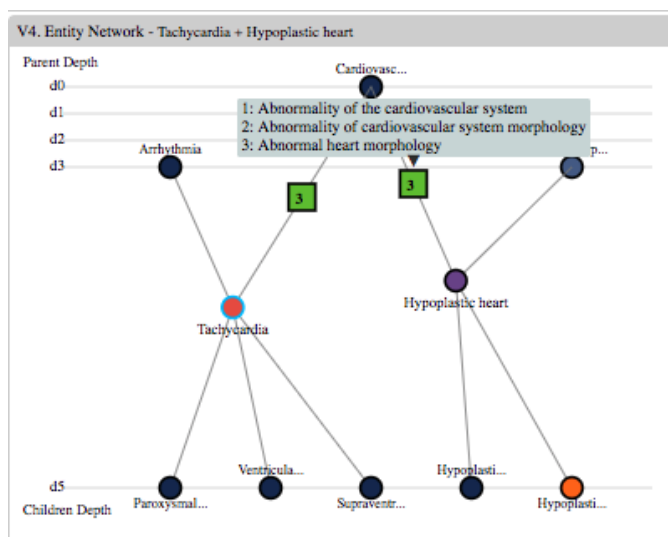 V4. Entity Network - Tachycardia + Hypoplastic heart
Parent Depth
Cardiovasc...
d0
d1
1: Abnormality of the cardiovascular system
2: Abnormality of cardiovascular system morphology
3: Abnormal heart morphology
d2
Arrhythmia
p...
d3
3
3
Hypoplastic heart
Tachycardia
Ventricula...
Hypoplasti...
d5
Paroxysmal...
Supraventr...
Hypoplasti...
Children Depth